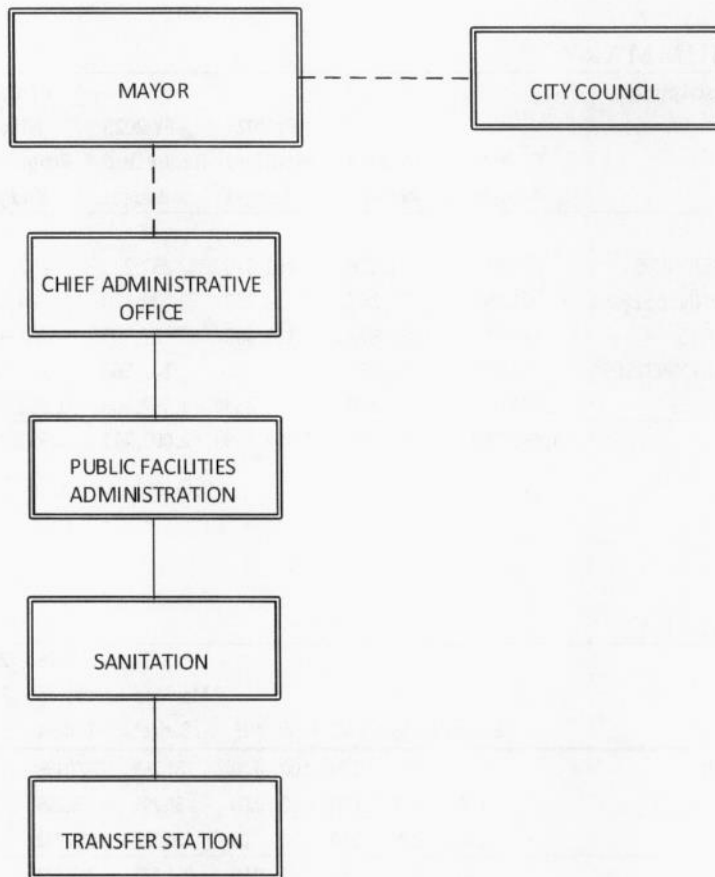 MAYOR
CITY COUNCIL
CHIEF ADMINISTRATIVE
OFFICE
PUBLIC FACILITIES
ADMINISTRATION
SANITATION
TRANSFER STATION